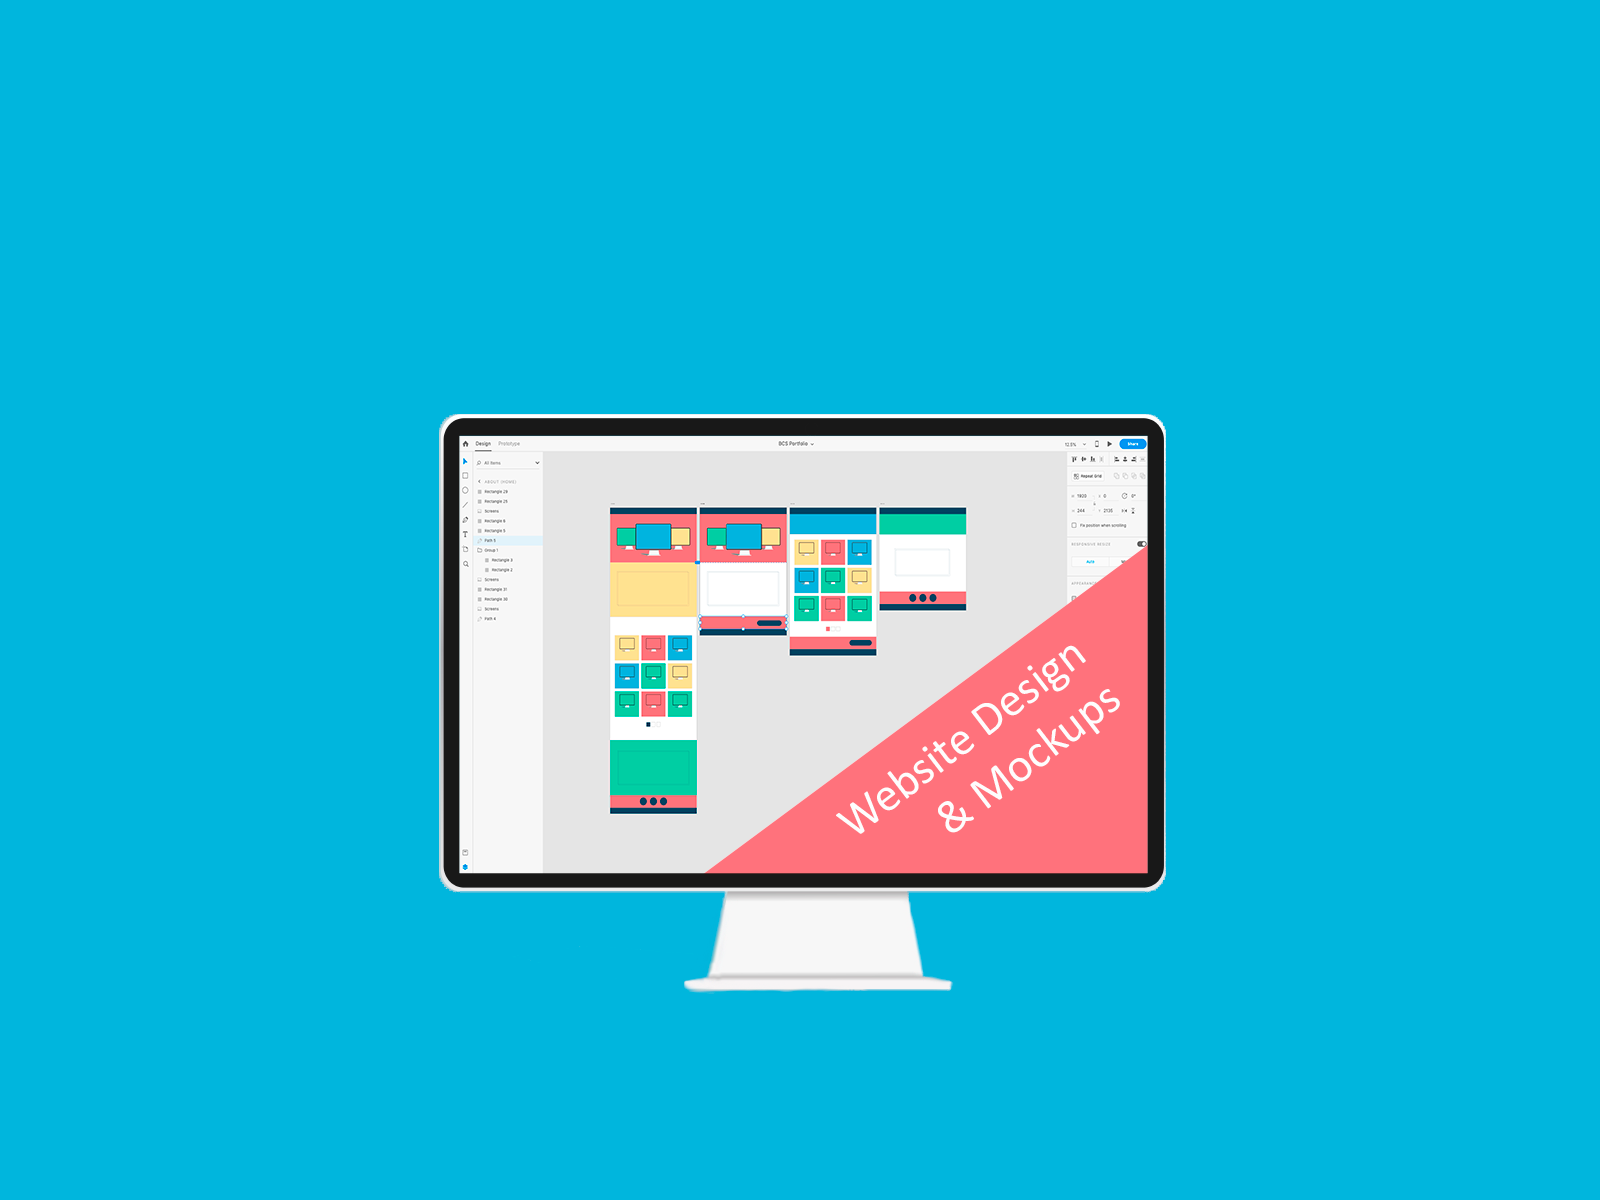 Design Prototype
BCS Portfolio
12.5%
Share
All Items
ABOUT (HOME)
Rectangle 28
Rectangle 25
Screens
Rectangle 6
Rectangle 5
Path 5
Group 1
Rectangle 3
Rectangle 2
Screens
Rectangle 31
Rectangle 30
Screens
Path 4
Repeat Grid
W 1920 X 0 0°
H 244 Y 2135
Fix position when scrolling
RESPONSIVE RESIZE
Auto
Website Design
& Mockups